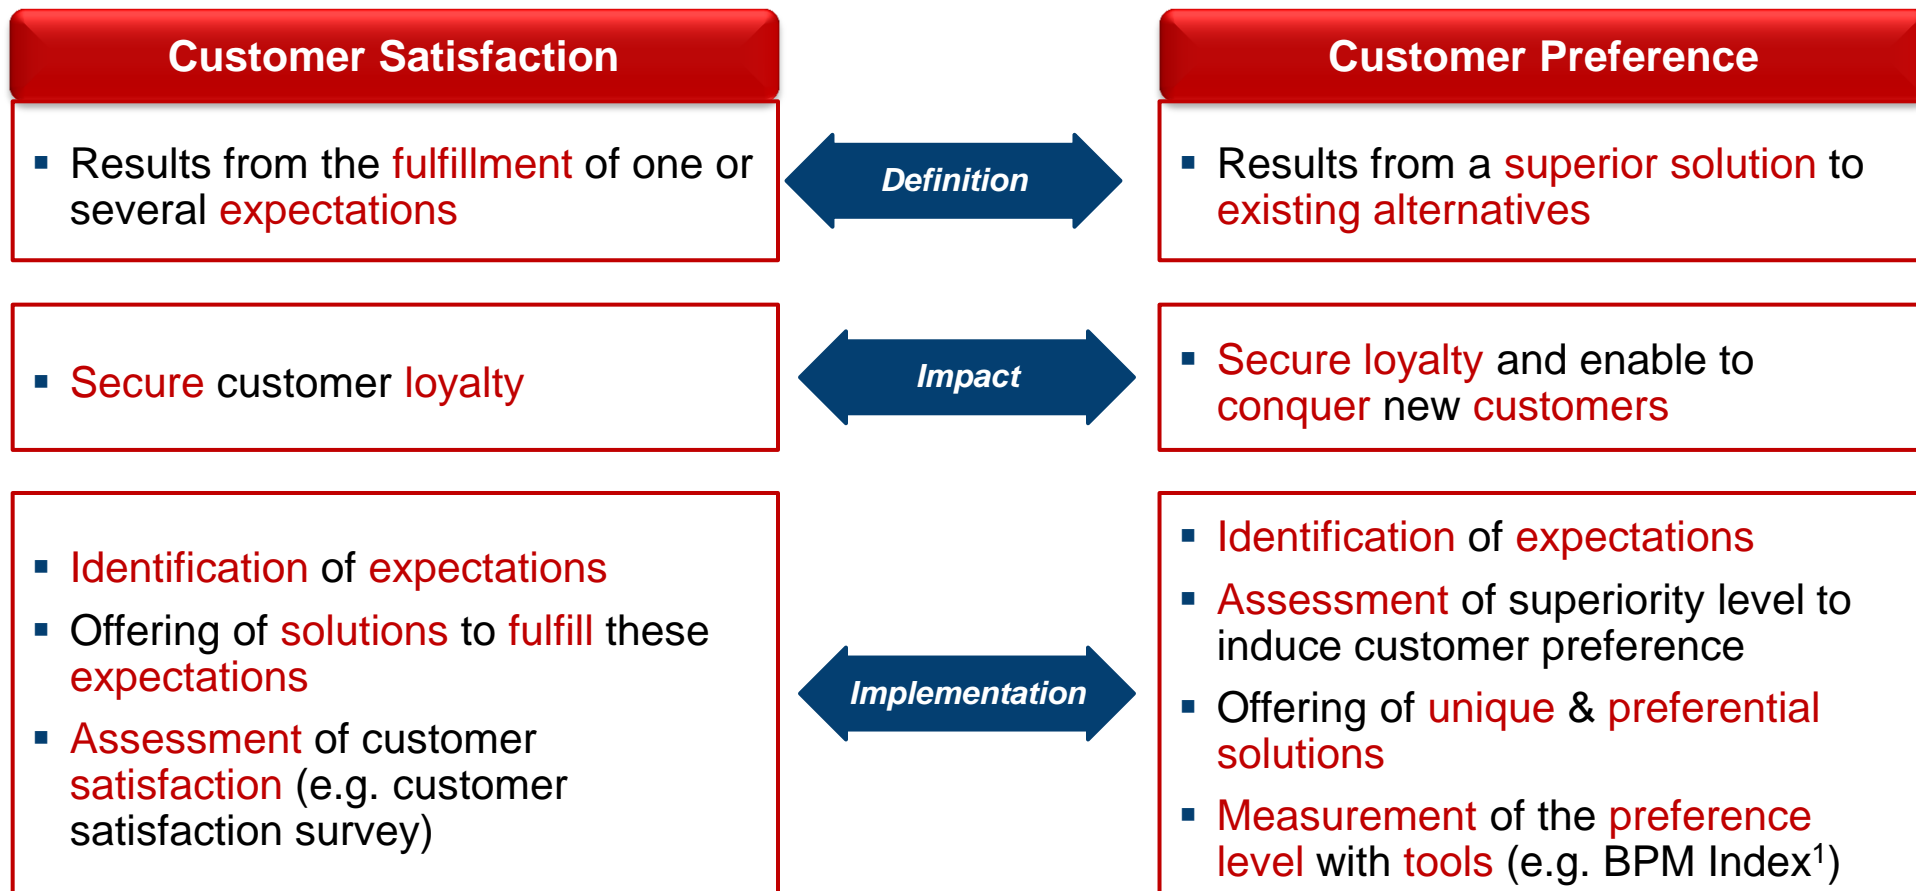 Customer Satisfaction
Customer Preference
▪ Results from the fulfillment of one or
several expectations
Definition
▪ Results from a superior solution to
existing alternatives
▪ Secure customer loyalty
Impact
▪ Secure loyalty and enable to
conquer new customers
▪ Identification of expectations
▪ Offering of solutions to fulfill these
expectations
▪ Assessment of customer
satisfaction (e.g. customer
satisfaction survey)
Implementation
▪ Identification of expectations
▪ Assessment of superiority level to
induce customer preference
▪ Offering of unique & preferential
solutions
▪ Measurement of the preference
level with tools (e.g. BPM Index¹)